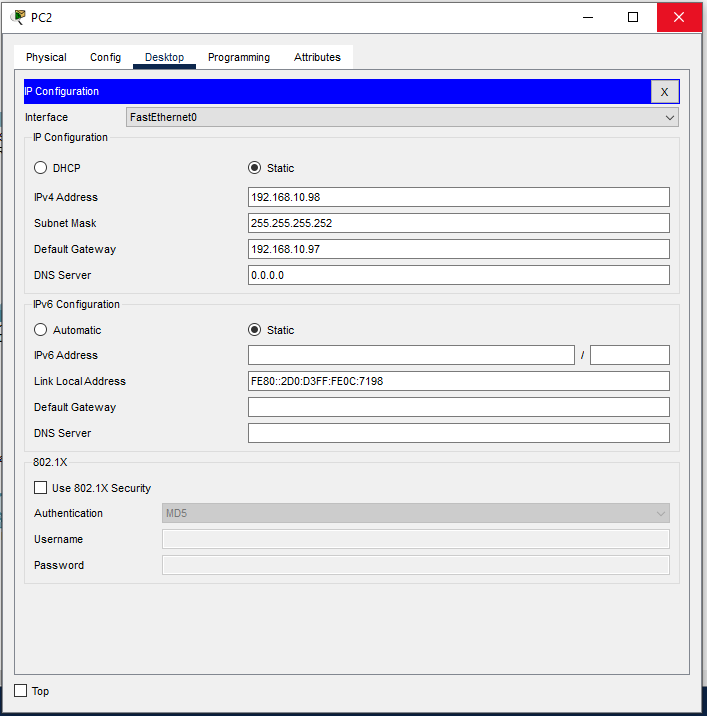 PC2
Physical Config Desktop Programming Attributes
IP Configuration X
Interface FastEthernet0
IP Configuration
DHCP Static
IPv4 Address 192.168.10.98
Subnet Mask 255.255.255.252
Default Gateway 192.168.10.97
DNS Server 0.0.0.0
IPv6 Configuration
Automatic Static
IPv6 Address /
Link Local Address FE80::2D0:D3FF:FE0C:7198
Default Gateway
DNS Server
802.1X
Use 802.1X Security
Authentication MD5
Username
Password
Top